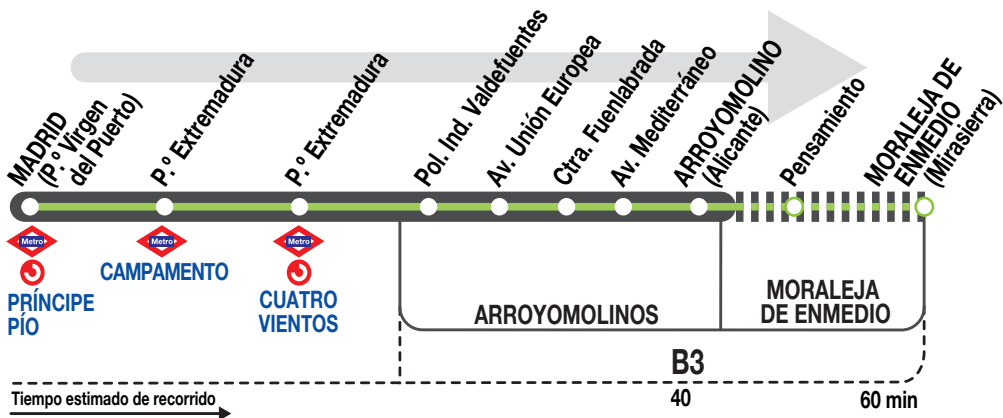 MADRID
(P.º Virgen
del Puerto)
P.º Extremadura
P.º Extremadura
Pol. Ind. Valdefuentes
Av. Unión Europea
Ctra. Fuenlabrada
Av. Mediterráneo
ARROYOMOLINO
(Alicante)
Pensamiento
MORALEJA DE
ENMEDIO
(Mirasierra)
Metro
PRÍNCIPE
PÍO
Metro
CAMPAMENTO
Metro
CUATRO
VIENTOS
ARROYOMOLINOS
MORALEJA
DE ENMEDIO
B3
Tiempo estimado de recorrido
40
60 min